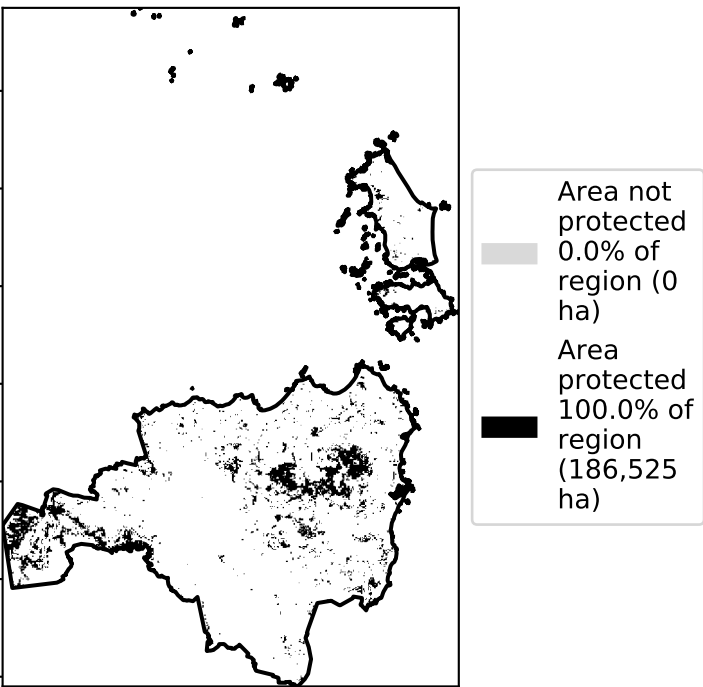 Area not
protected
0.0% of
region (0
ha)
Area
protected
100.0% of
region
(186,525
ha)